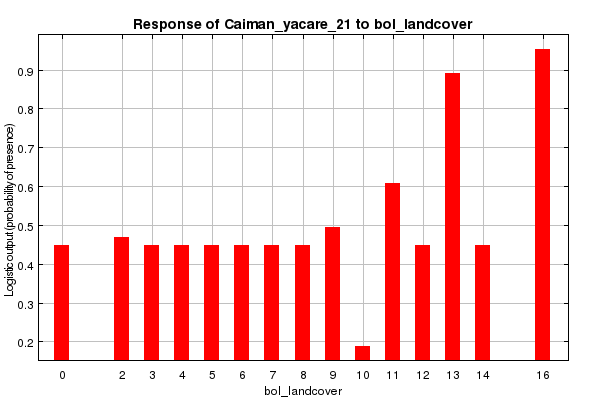 Response of Caiman_yacare_21 to bol_landcover
Logistic output (probability of presence)
0.9
0.8
0.7
0.6
0.5
0.4
0.3
0.2
0 2 3 4 5 6 7 8 9 10 11 12 13 14 16
bol_landcover